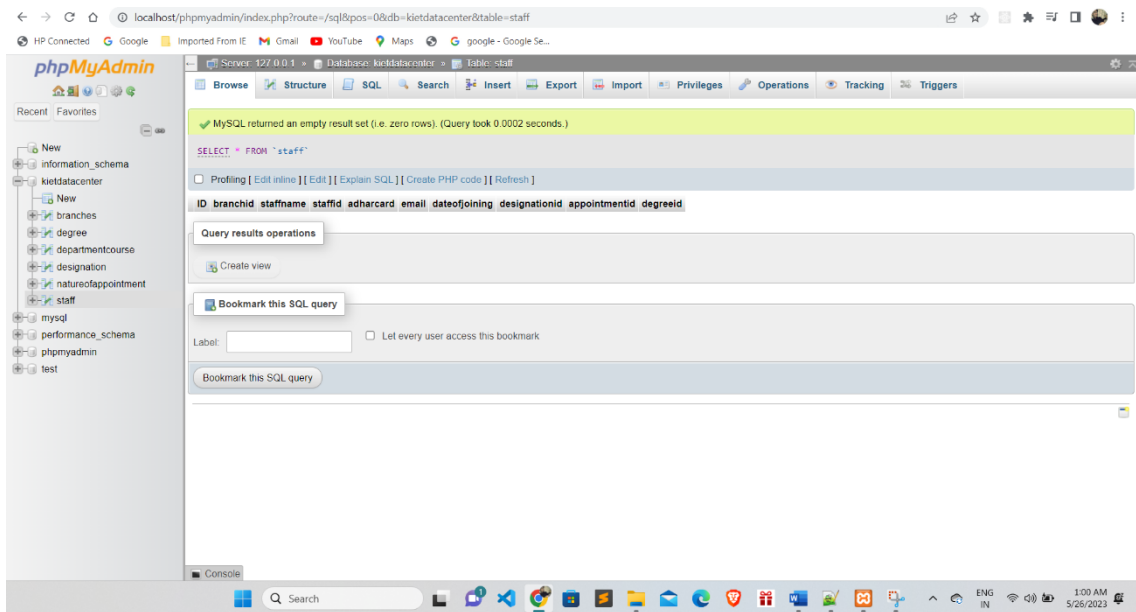 localhost/phpmyadmin/index.php?route=/sql&pos=0&db=kietdatacenter&table=staff
HP Connected Google Imported From IE Gmail YouTube Maps google - Google Se...
phpMyAdmin
Recent Favorites
New
information_schema
kietdatacenter
New
branches
degree
departmentcourse
designation
natureofappointment
staff
mysql
performance_schema
phpmyadmin
test
Server: 127.0.0.1 » Database: kietdatacenter » Table: staff
Browse Structure SQL Search Insert Export Import Privileges Operations Tracking Triggers
MySQL returned an empty result set (i.e. zero rows). (Query took 0.0002 seconds.)
SELECT * FROM `staff`
Profiling [ Edit inline ] [ Edit ] [ Explain SQL ] [ Create PHP code ] [ Refresh ]
ID branchid staffname staffid adharcard email dateofjoining designationid appointmentid degreeid
Query results operations
Create view
Bookmark this SQL query
Label: Let every user access this bookmark
Bookmark this SQL query
Console
Search
ENG
IN
1:00 AM
5/26/2023